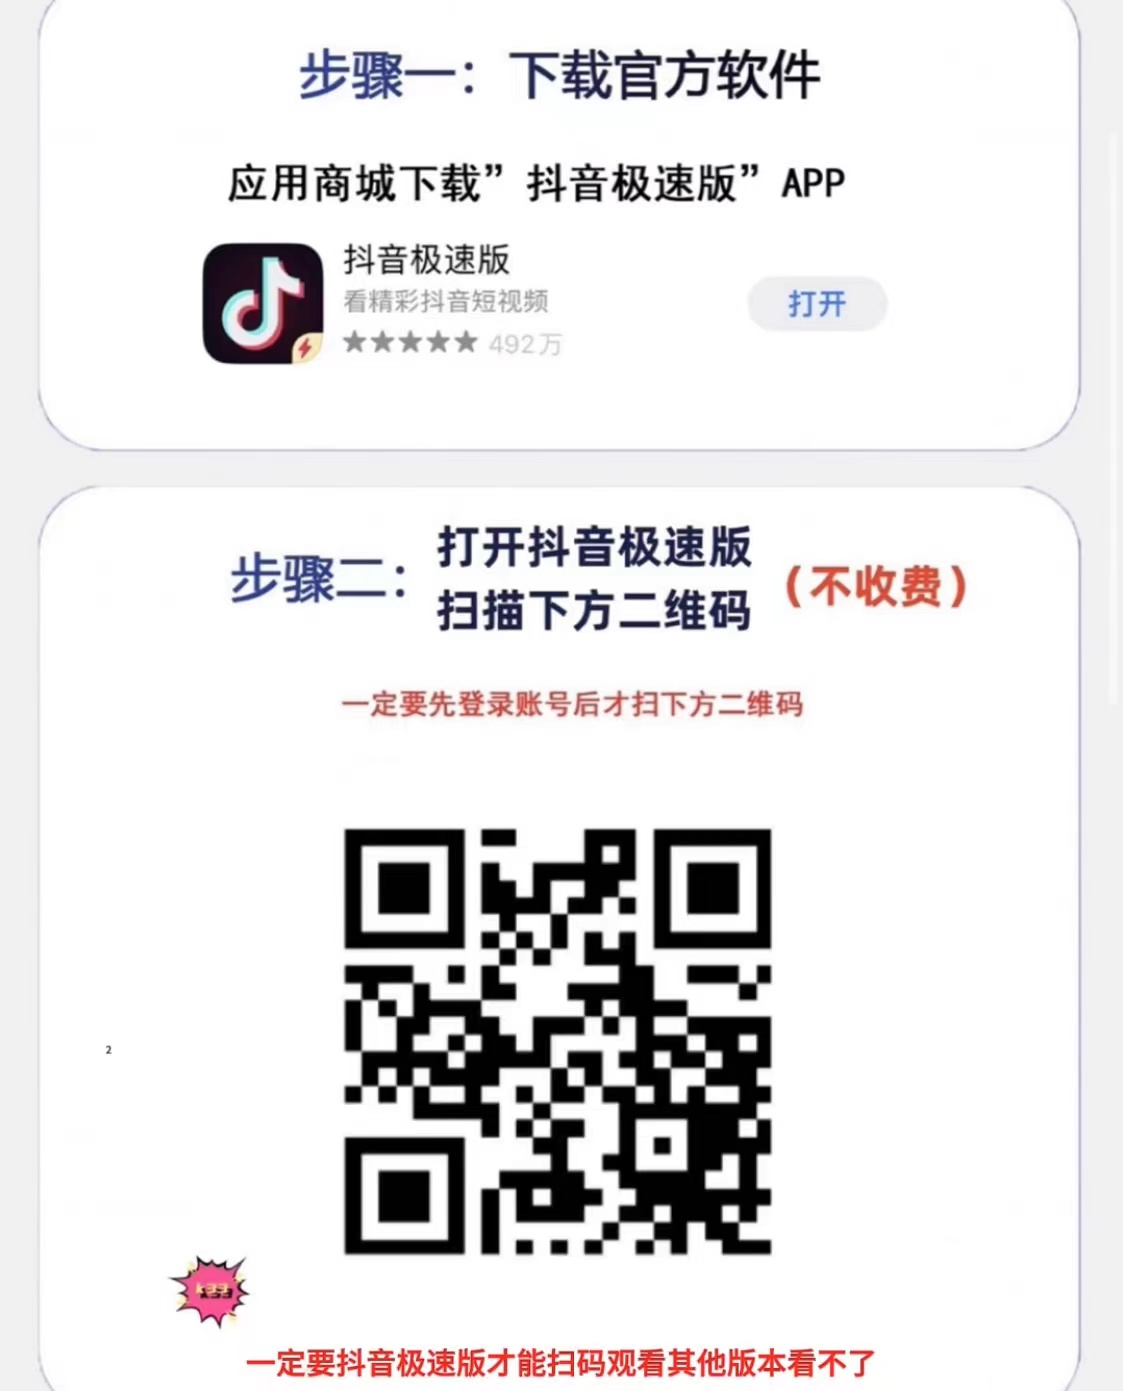 步骤一：下载官方软件
应用商城下载”抖音极速版”APP
抖音极速版
看精彩抖音短视频
492万
打开
步骤二：
打开抖音极速版
扫描下方二维码
（不收费）
一定要先登录账号后才扫下方二维码
2
k33
一定要抖音极速版才能扫码观看其他版本看不了